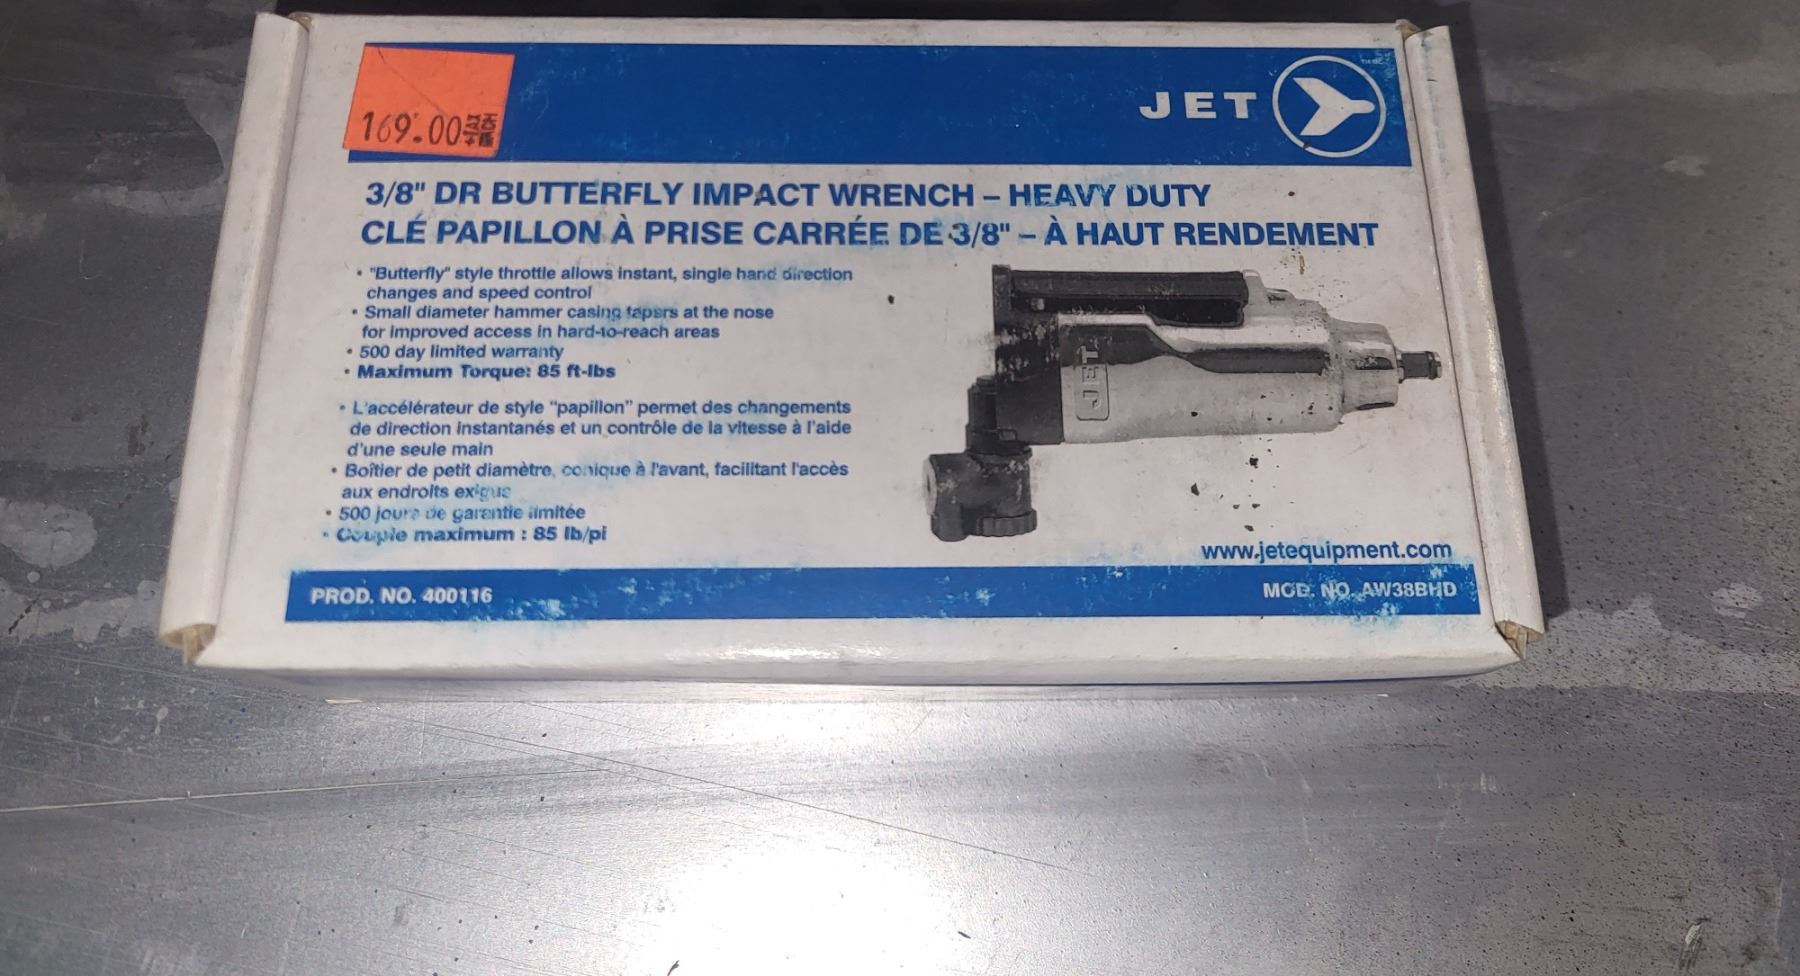 169.00 +TAX EACH
JET
3/8" DR BUTTERFLY IMPACT WRENCH – HEAVY DUTY
CLÉ PAPILLON À PRISE CARRÉE DE 3/8" – À HAUT RENDEMENT
• "Butterfly" style throttle allows instant, single hand direction
changes and speed control
• Small diameter hammer casing tapers at the nose
for improved access in hard-to-reach areas
• 500 day limited warranty
• Maximum Torque: 85 ft-lbs
• L'accélérateur de style "papillon" permet des changements
de direction instantanés et un contrôle de la vitesse à l'aide
d'une seule main
• Boîtier de petit diamètre, conique à l'avant, facilitant l'accès
aux endroits exigus
• 500 jours de garantie limitée
• Couple maximum : 85 lb/pi
JET
www.jetequipment.com
PROD. NO. 400116
MOD. NO. AW38BHD